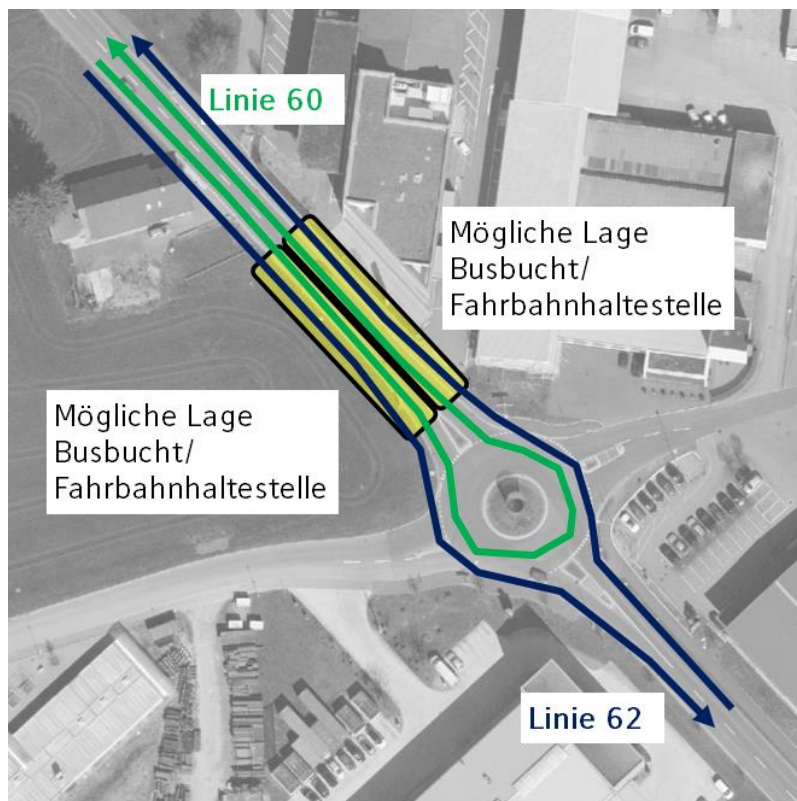 Linie 60
Mögliche Lage
Busbucht/
Fahrbahnhaltestelle
Mögliche Lage
Busbucht/
Fahrbahnhaltestelle
Linie 62